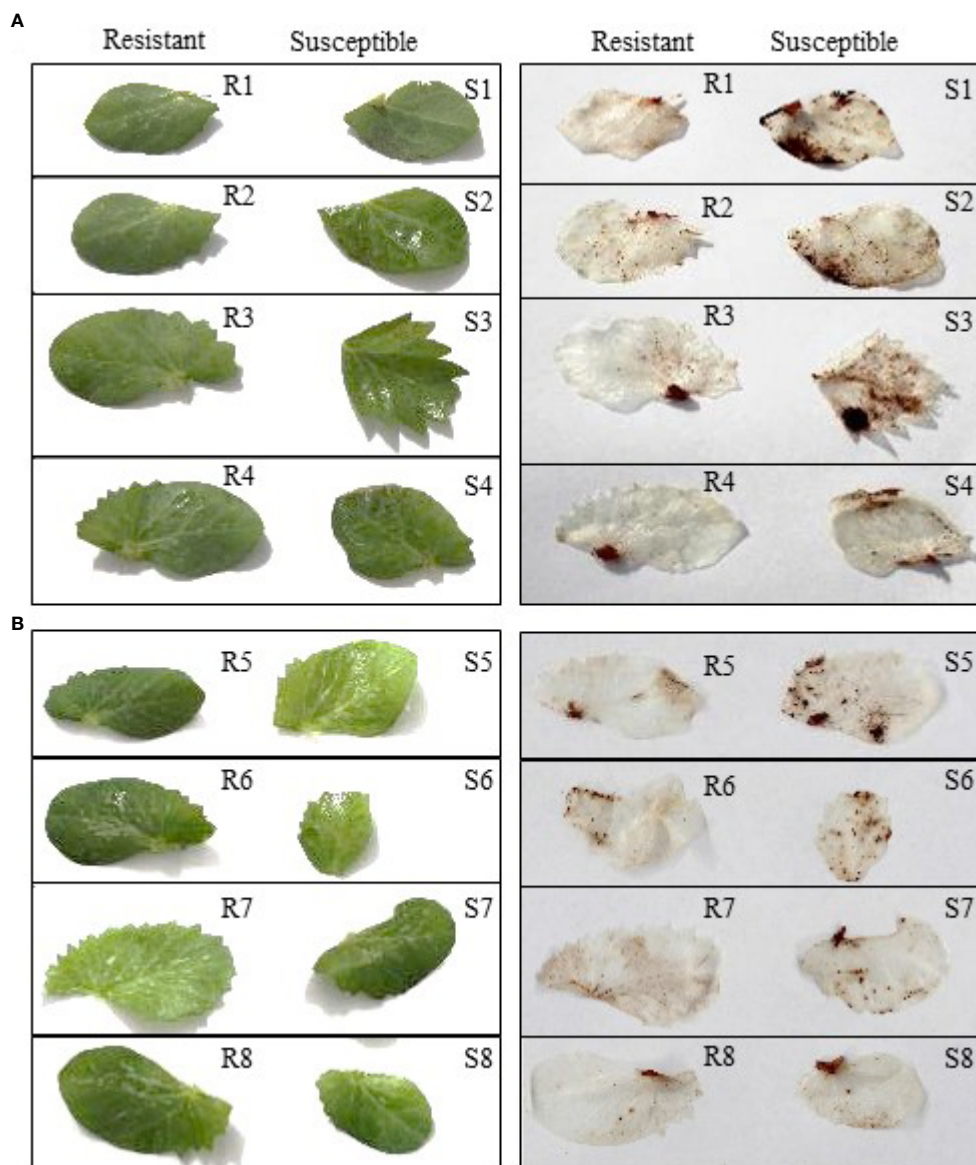 A
Resistant Susceptible Resistant Susceptible
R1 S1 R1 S1
R2 S2 R2 S2
R3 S3 R3 S3
R4 S4 R4 S4
B
R5 S5 R5 S5
R6 S6 R6 S6
R7 S7 R7 S7
R8 S8 R8 S8